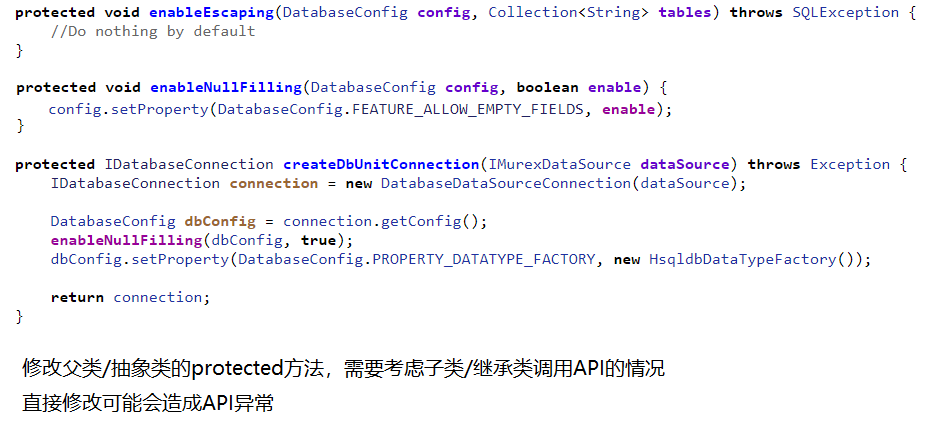 protected void enableEscaping(DatabaseConfig config, Collection<String> tables) throws SQLException {
//Do nothing by default
}
protected void enableNullFilling(DatabaseConfig config, boolean enable) {
config.setProperty(DatabaseConfig.FEATURE_ALLOW_EMPTY_FIELDS, enable);
}
protected IDatabaseConnection createDbUnitConnection(IMurexDataSource dataSource) throws Exception {
IDatabaseConnection connection = new DatabaseDataSourceConnection(dataSource);
DatabaseConfig dbConfig = connection.getConfig();
enableNullFilling(dbConfig, true);
dbConfig.setProperty(DatabaseConfig.PROPERTY_DATATYPE_FACTORY, new HsqldbDataTypeFactory());
return connection;
}
修改父类/抽象类的protected方法，需要考虑子类/继承类调用API的情况
直接修改可能会造成API异常